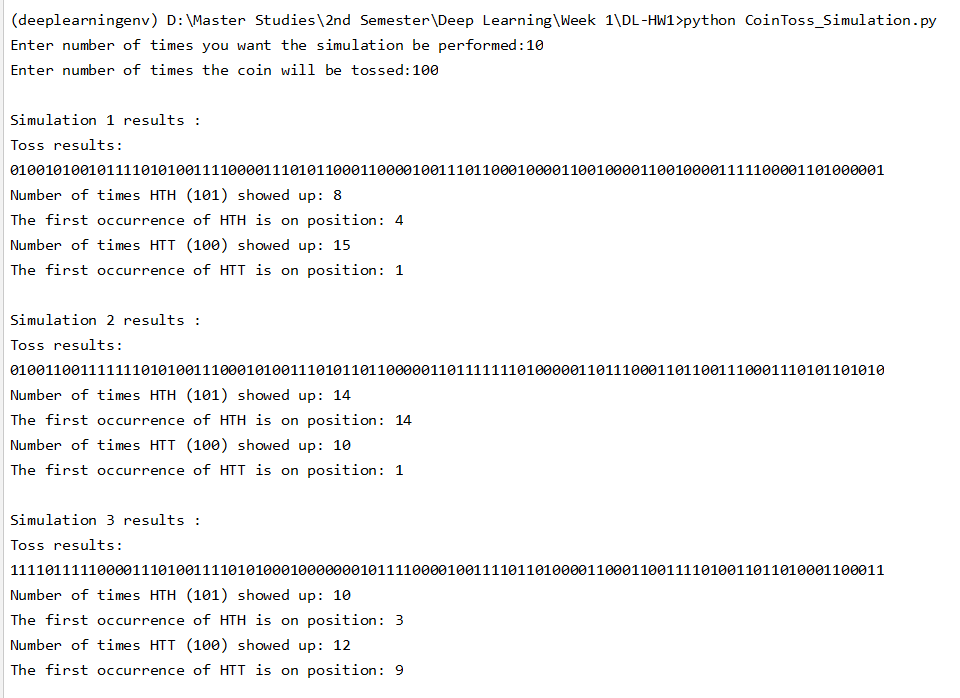 (deeplearningenv) D:\Master Studies\2nd Semester\Deep Learning\Week 1\DL-HW1>python CoinToss_Simulation.py
Enter number of times you want the simulation be performed:10
Enter number of times the coin will be tossed:100
Simulation 1 results :
Toss results:
0100101001011110101001111000011101011000110000100111011000100001100100001100100001111100001101000001
Number of times HTH (101) showed up: 8
The first occurrence of HTH is on position: 4
Number of times HTT (100) showed up: 15
The first occurrence of HTT is on position: 1
Simulation 2 results :
Toss results:
0100110011111110101001110001010011101011011000001101111111010000011011100011011001110001110101101010
Number of times HTH (101) showed up: 14
The first occurrence of HTH is on position: 14
Number of times HTT (100) showed up: 10
The first occurrence of HTT is on position: 1
Simulation 3 results :
Toss results:
1111011111000011101001111010100010000000101111000010011110110100001100011001111010011011010001100011
Number of times HTH (101) showed up: 10
The first occurrence of HTH is on position: 3
Number of times HTT (100) showed up: 12
The first occurrence of HTT is on position: 9